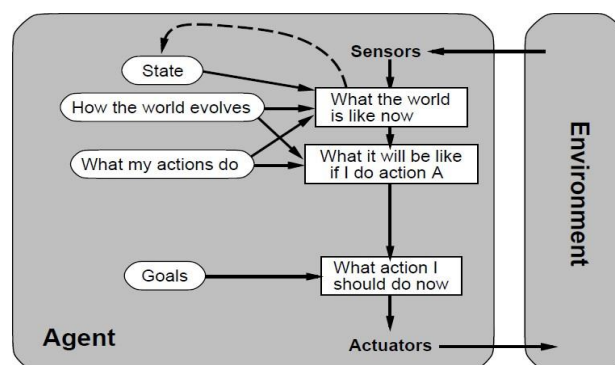 Sensors
State
How the world evolves
What the world
is like now
What my actions do
What it will be like
if I do action A
Goals
What action I
should do now
Agent
Actuators
Environment